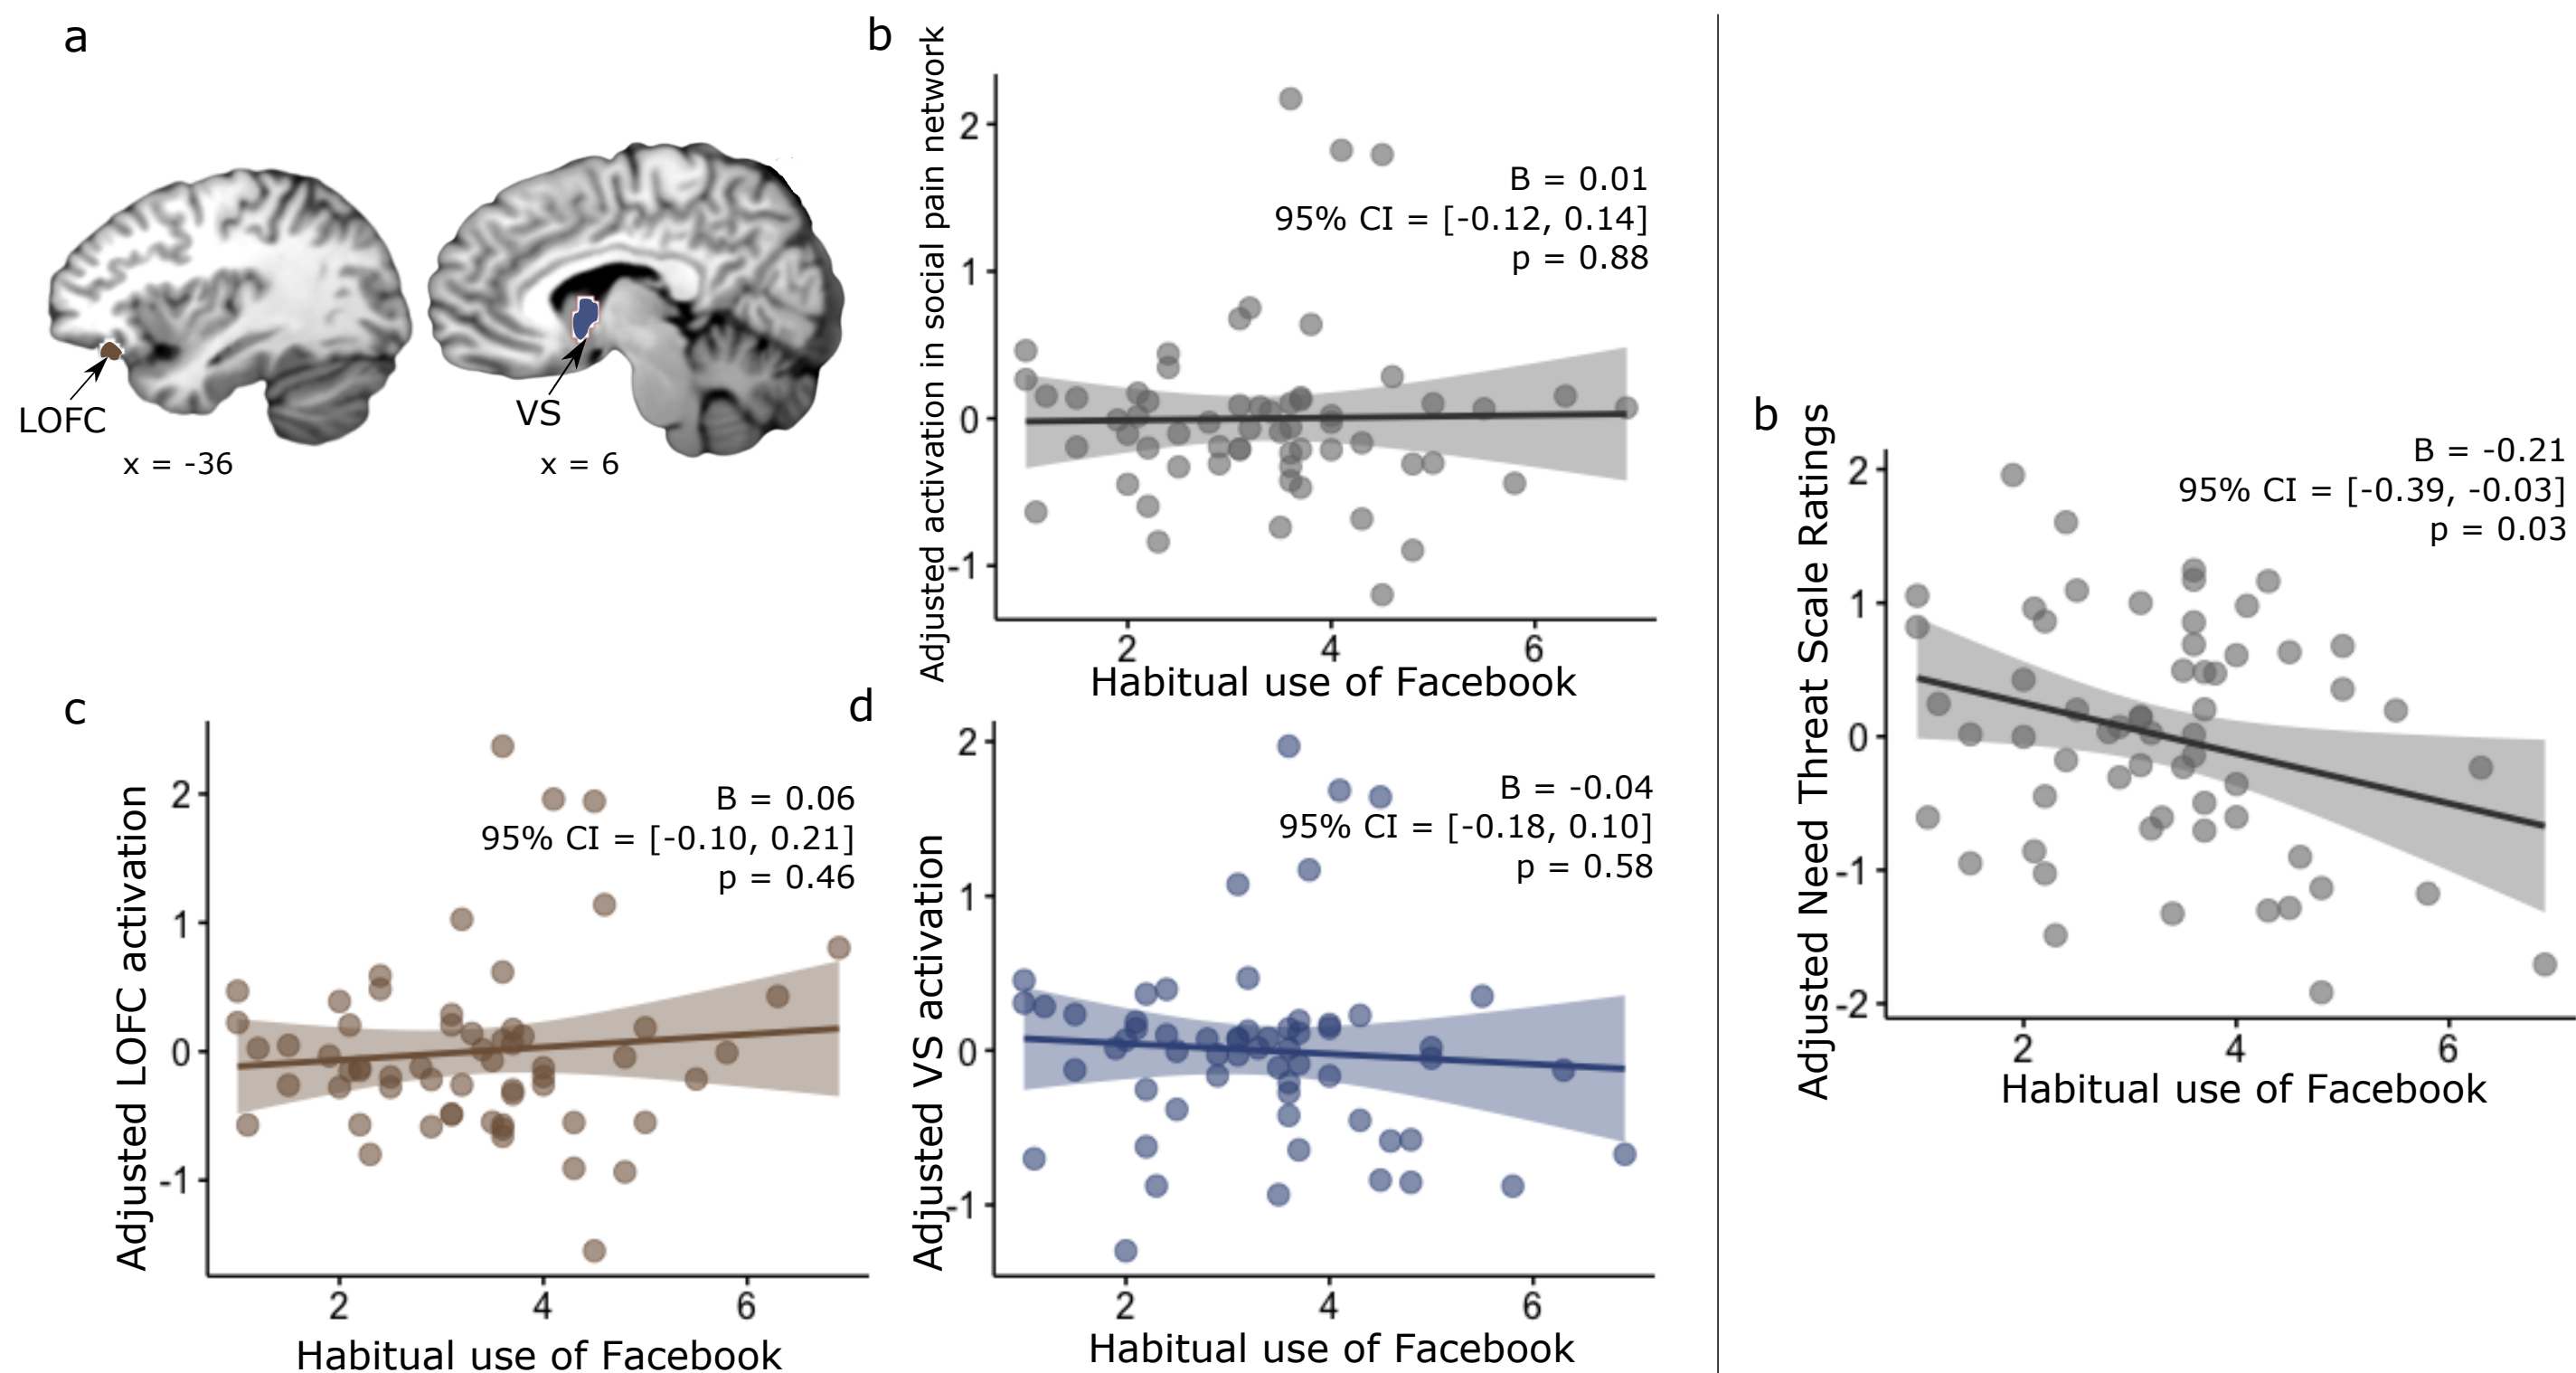 a
LOFC
x = -36
VS
x = 6
b
Adjusted activation in social pain network
2
1
0
-1
B = 0.01
95% CI = [-0.12, 0.14]
p = 0.88
2 4 6
Habitual use of Facebook
c
Adjusted LOFC activation
2
1
0
-1
B = 0.06
95% CI = [-0.10, 0.21]
p = 0.46
2 4 6
Habitual use of Facebook
d
Adjusted VS activation
2
1
0
-1
B = -0.04
95% CI = [-0.18, 0.10]
p = 0.58
2 4 6
Habitual use of Facebook
b
Adjusted Need Threat Scale Ratings
2
1
0
-1
-2
B = -0.21
95% CI = [-0.39, -0.03]
p = 0.03
2 4 6
Habitual use of Facebook